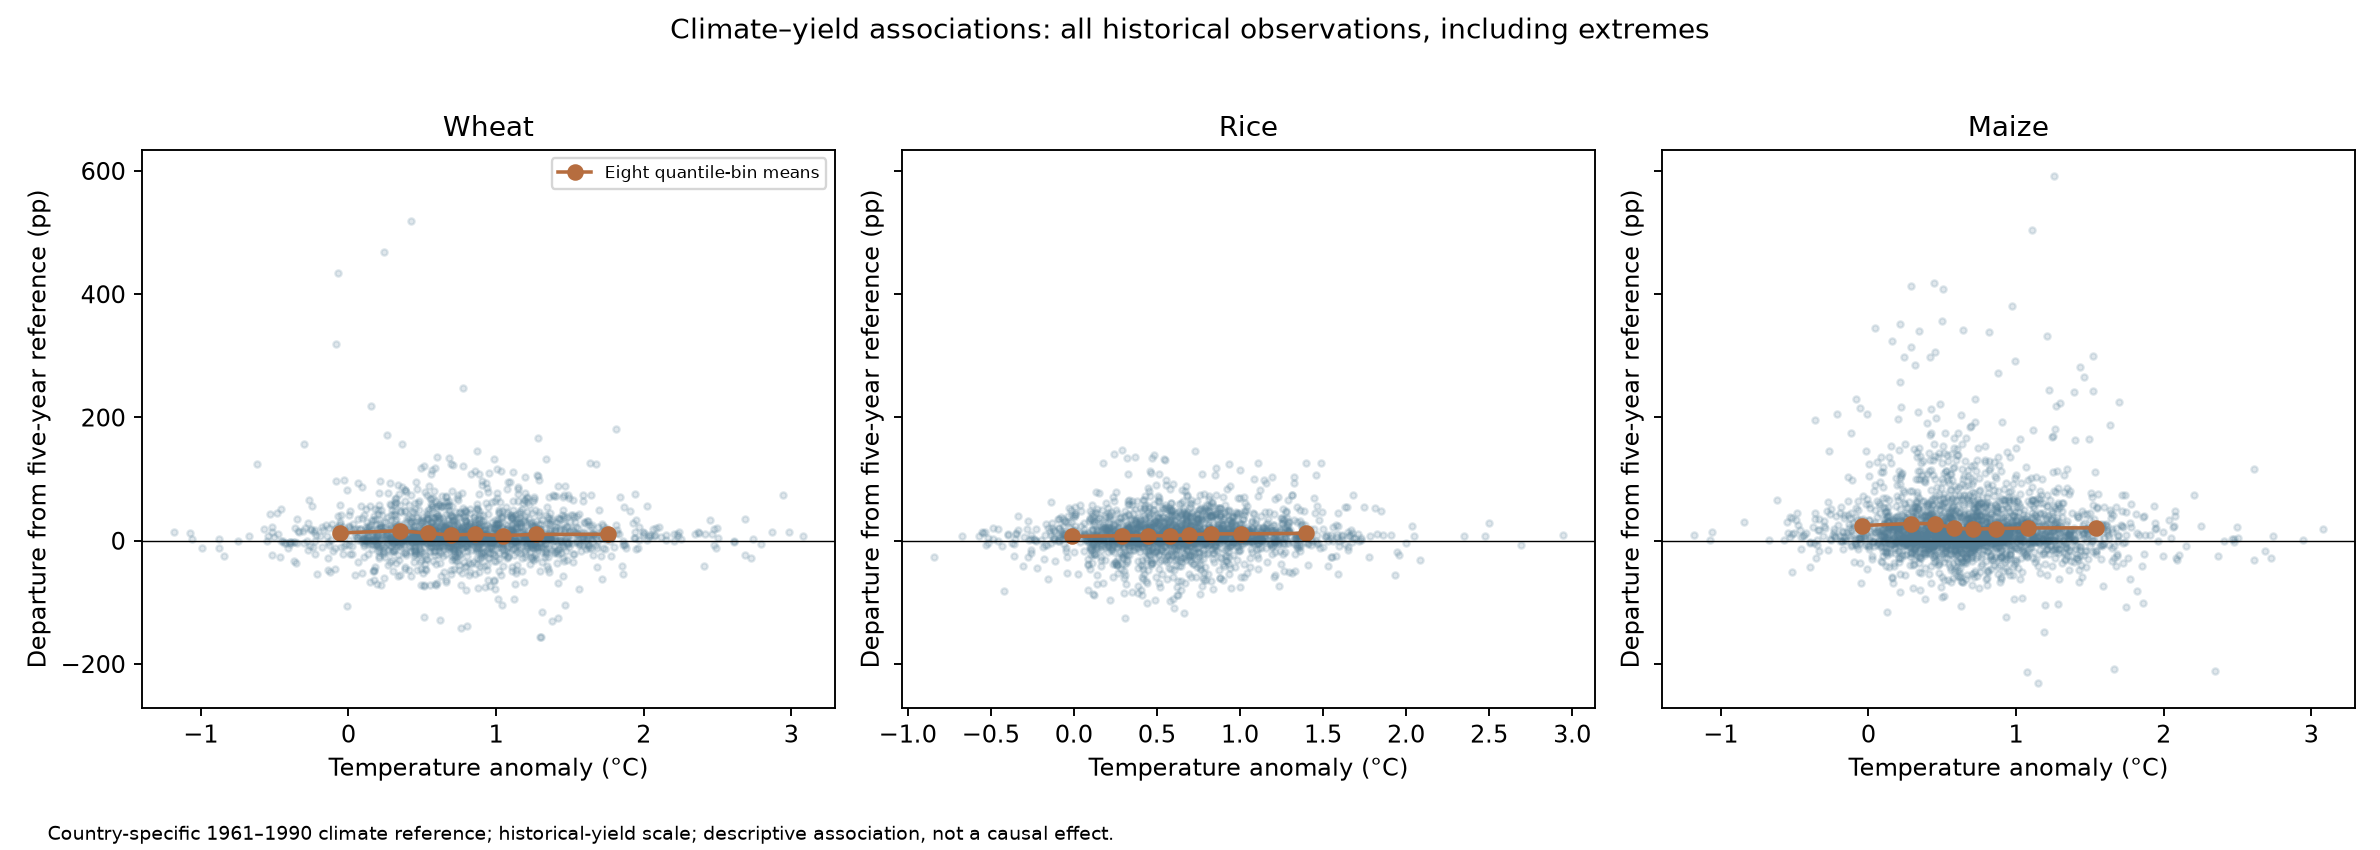 Climate–yield associations: all historical observations, including extremes
Wheat
Departure from five-year reference (pp)
600
400
200
0
−200
Eight quantile-bin means
−1
0
1
2
3
Temperature anomaly (°C)
Rice
Departure from five-year reference (pp)
−1.0
−0.5
0.0
0.5
1.0
1.5
2.0
2.5
3.0
Temperature anomaly (°C)
Maize
Departure from five-year reference (pp)
−1
0
1
2
3
Temperature anomaly (°C)
Country-specific 1961–1990 climate reference; historical-yield scale; descriptive association, not a causal effect.